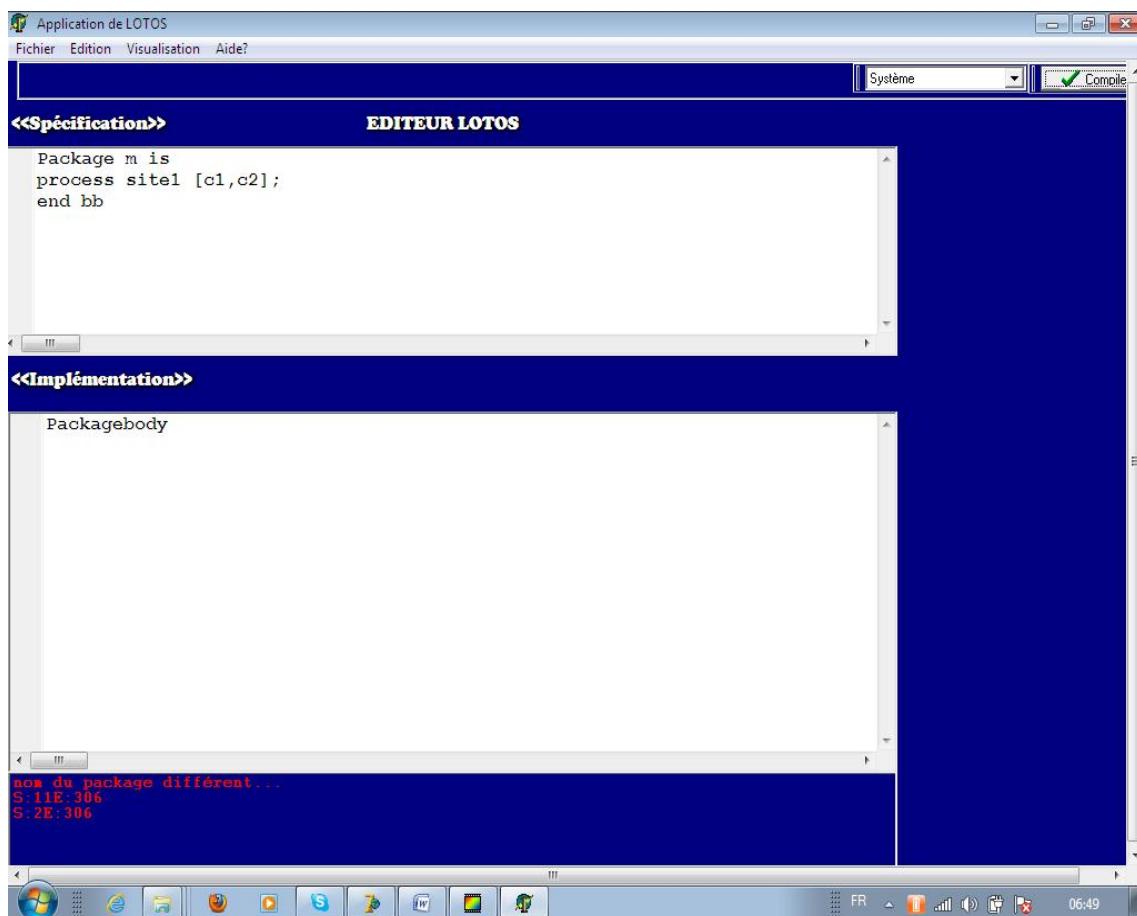 Application de LOTOS
Fichier Edition Visualisation Aide?
Système
Compile
<<Spécification>>
EDITEUR LOTOS
Package m is
process site1 [c1,c2];
end bb
<<Implémentation>>
Packagebody
nom du package différent...
S:11E:306
S:2E:306
FR
06:49